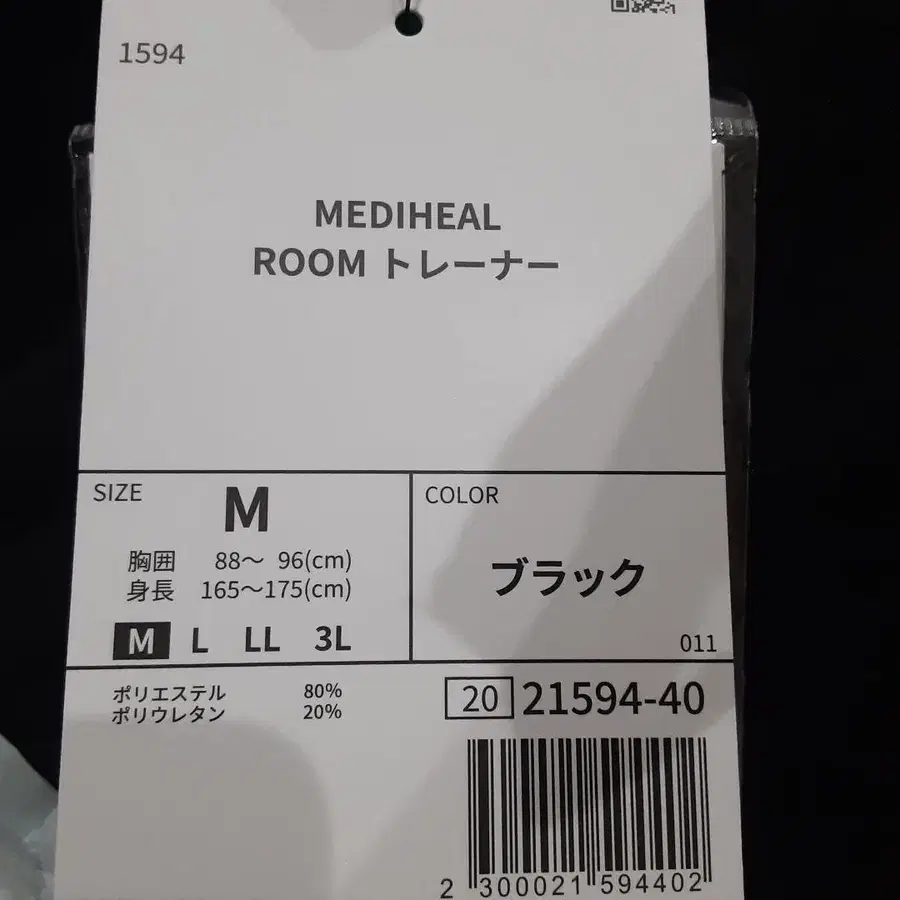 1594
MEDIHEAL
ROOM トレーナー
SIZE
M
胸囲 88～ 96(cm)
身長 165～175(cm)
M L LL 3L
COLOR
ブラック
011
ポリエステル 80%
ポリウレタン 20%
20 21594-40
2 300021 594402